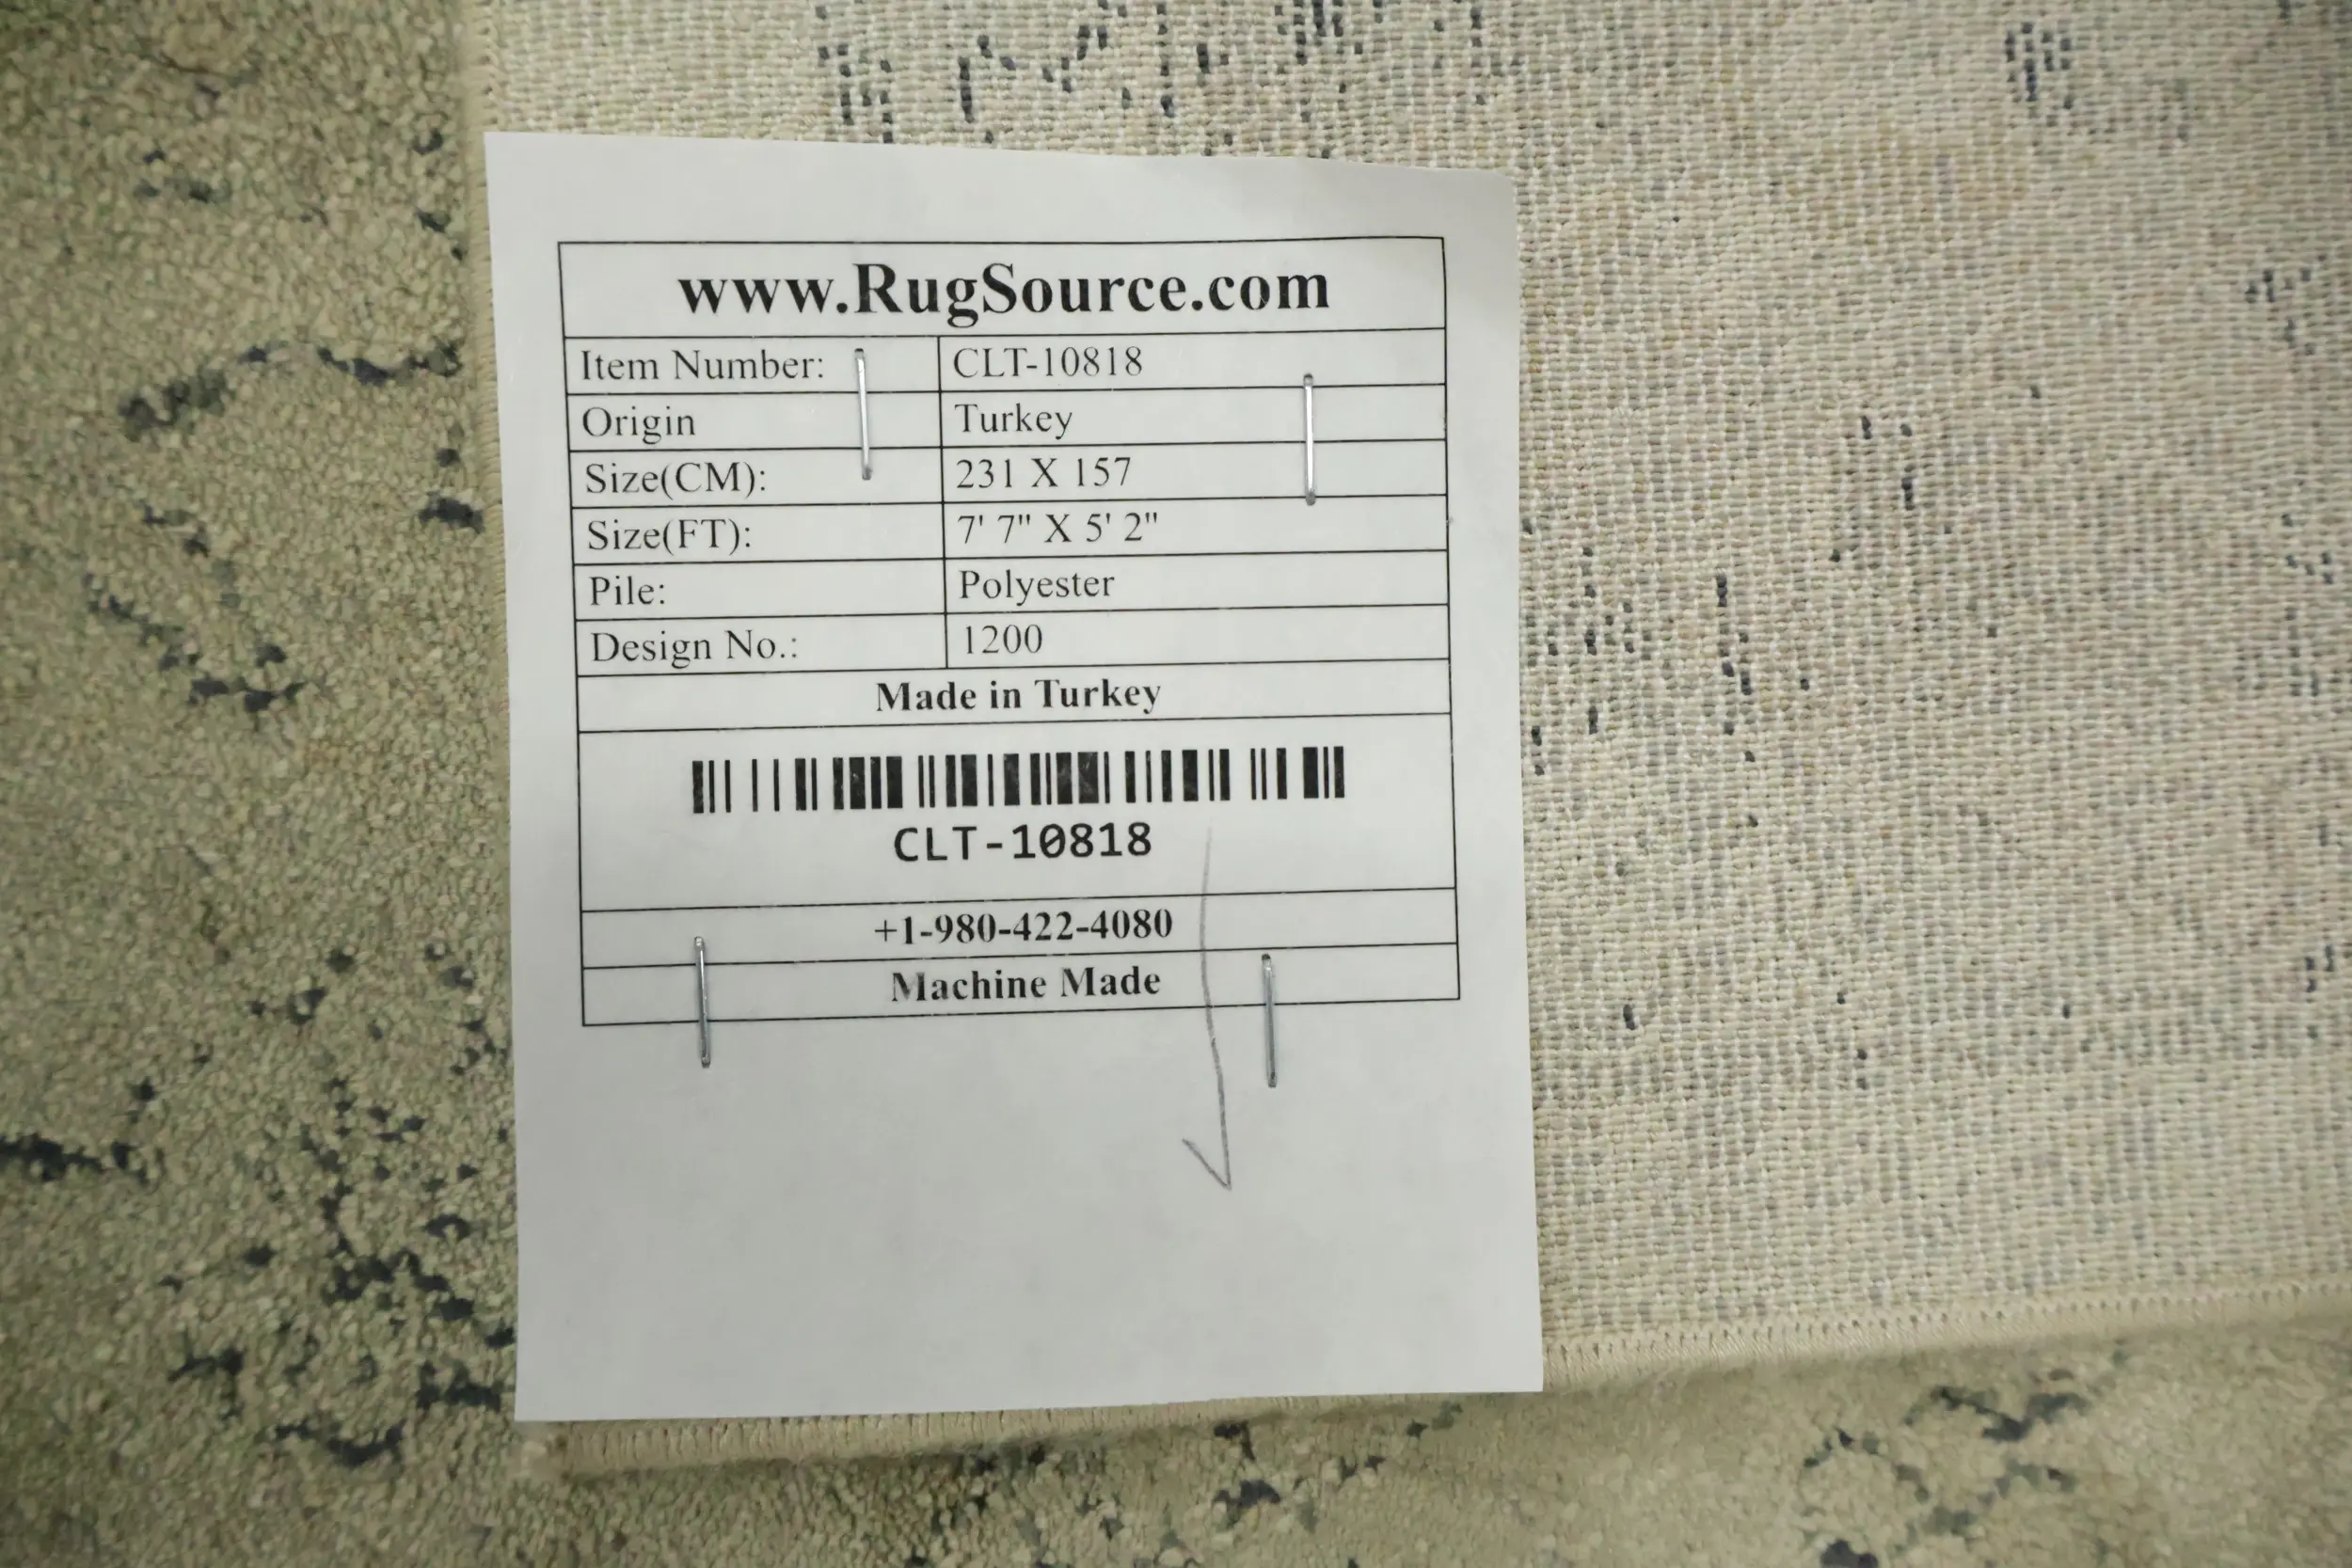 www.RugSource.com
Item Number: CLT-10818
Origin Turkey
Size(CM): 231 X 157
Size(FT): 7' 7" X 5' 2"
Pile: Polyester
Design No.: 1200
Made in Turkey
CLT-10818
+1-980-422-4080
Machine Made